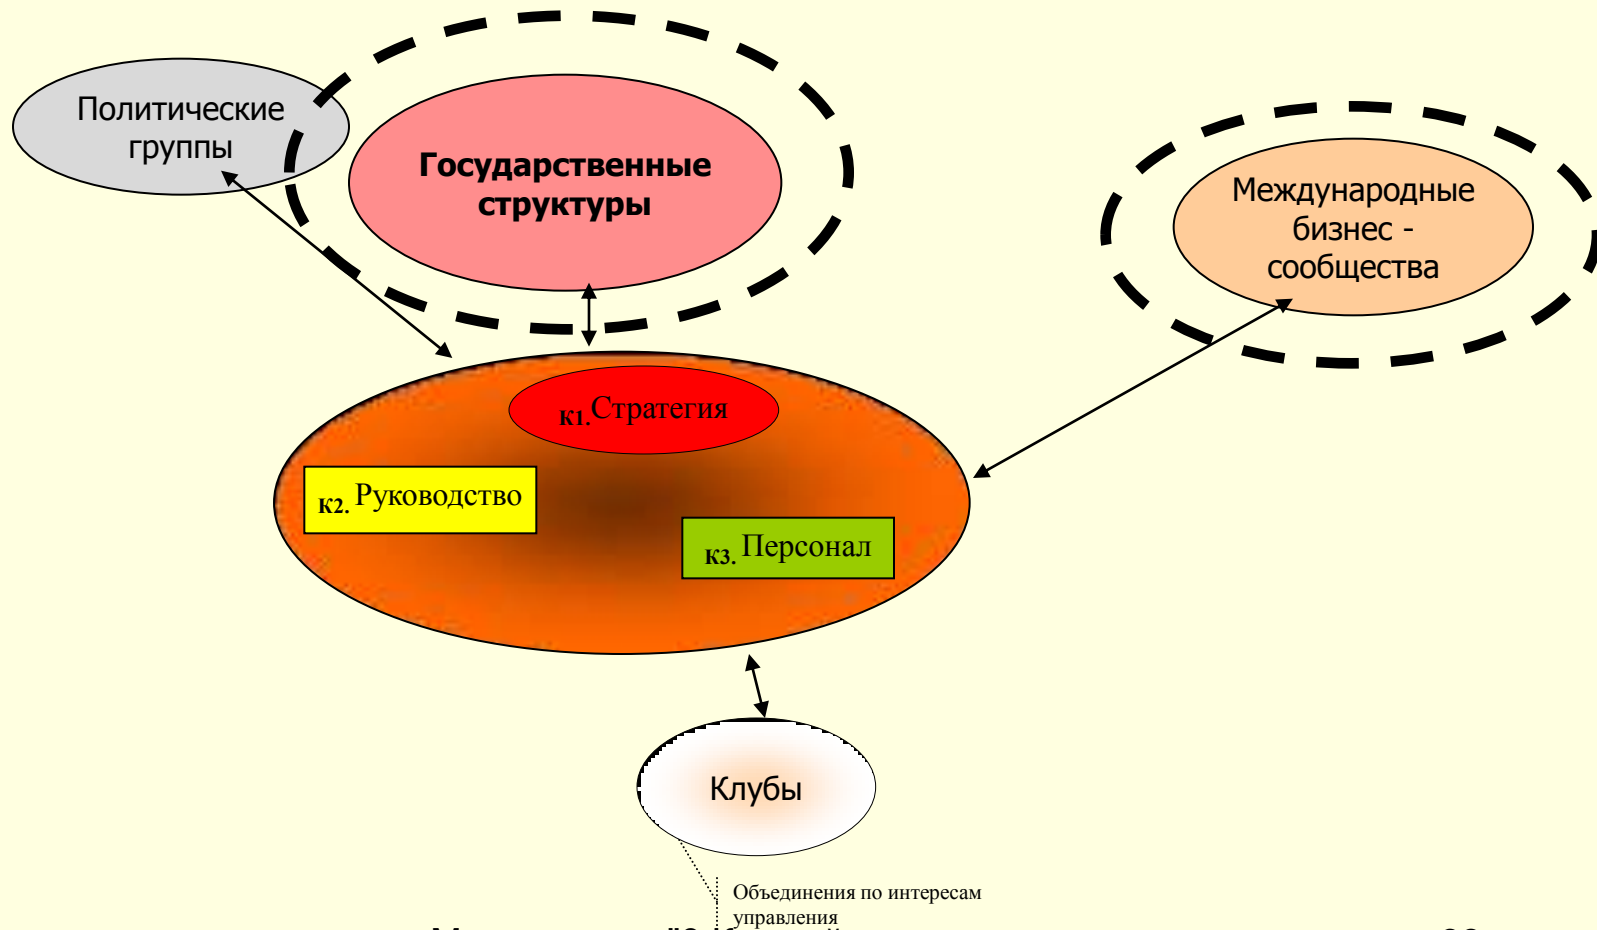 Политические
группы
Государственные
структуры
Международные
бизнес -
сообщества
К1.Стратегия
К2. Руководство
К3. Персонал
Клубы
Объединения по интересам
управления